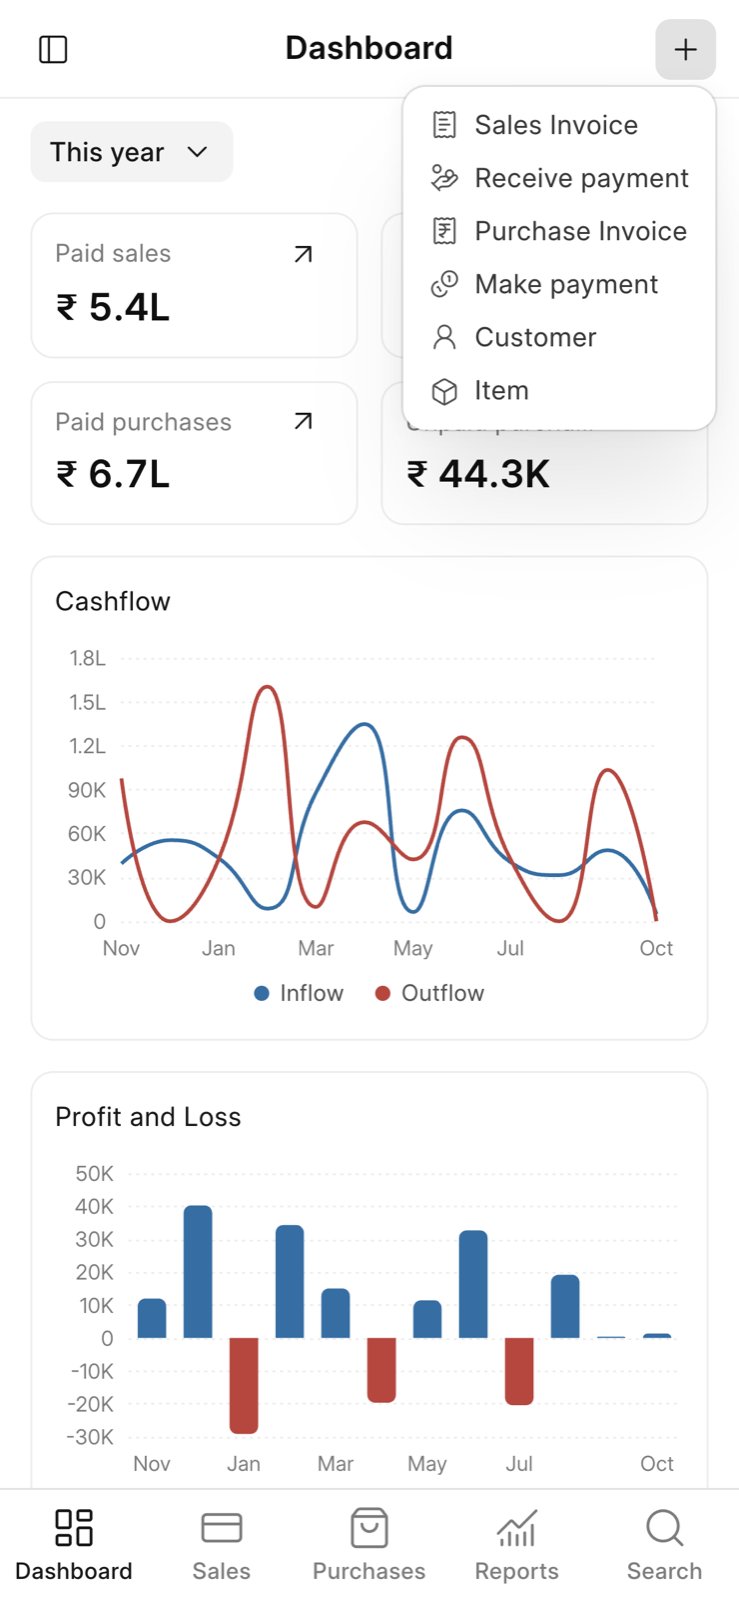 Dashboard
This year
Sales Invoice
Receive payment
Purchase Invoice
Make payment
Customer
Item
Paid sales
₹ 5.4L
Paid purchases
₹ 6.7L
₹ 44.3K
Cashflow
1.8L
1.5L
1.2L
90K
60K
30K
0
Nov Jan Mar May Jul Oct
Inflow Outflow
Profit and Loss
50K
40K
30K
20K
10K
0
-10K
-20K
-30K
Nov Jan Mar May Jul Oct
Dashboard Sales Purchases Reports Search